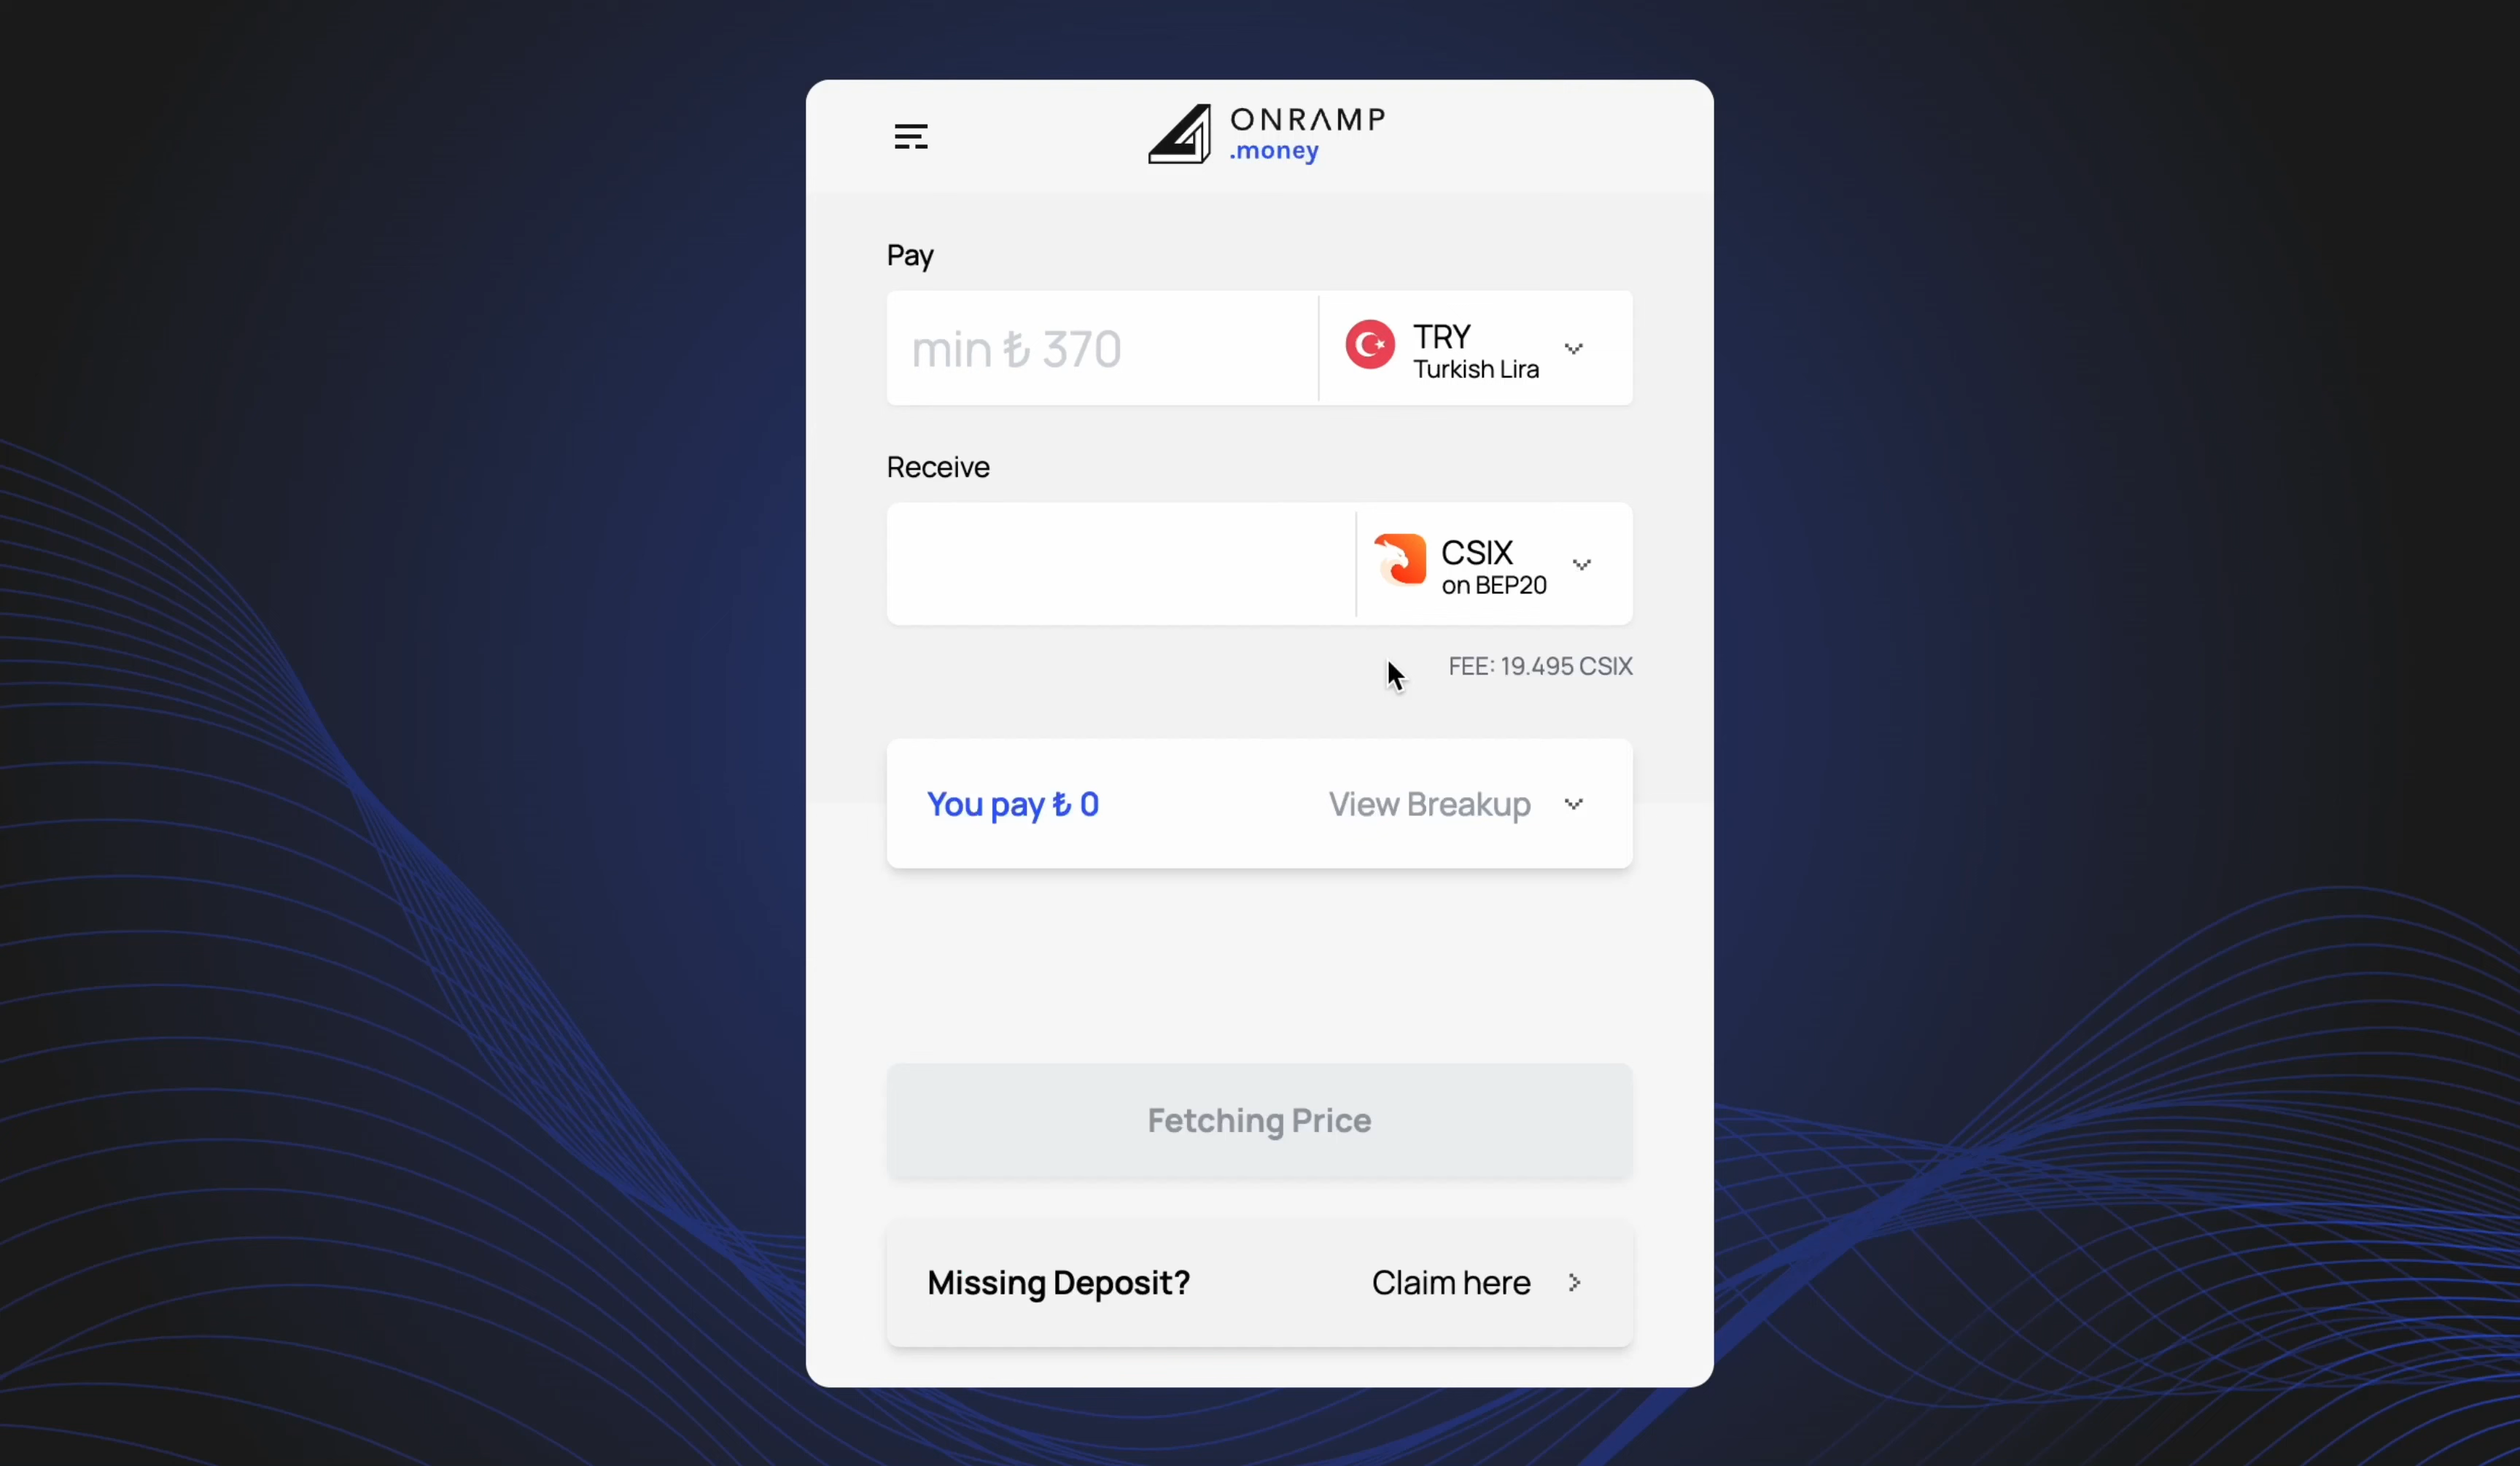 ONRAMP
.money
Pay
min ₺ 370
TRY
Turkish Lira
Receive
CSIX
on BEP20
FEE: 19.495 CSIX
You pay ₺ 0
View Breakup
Fetching Price
Missing Deposit?
Claim here